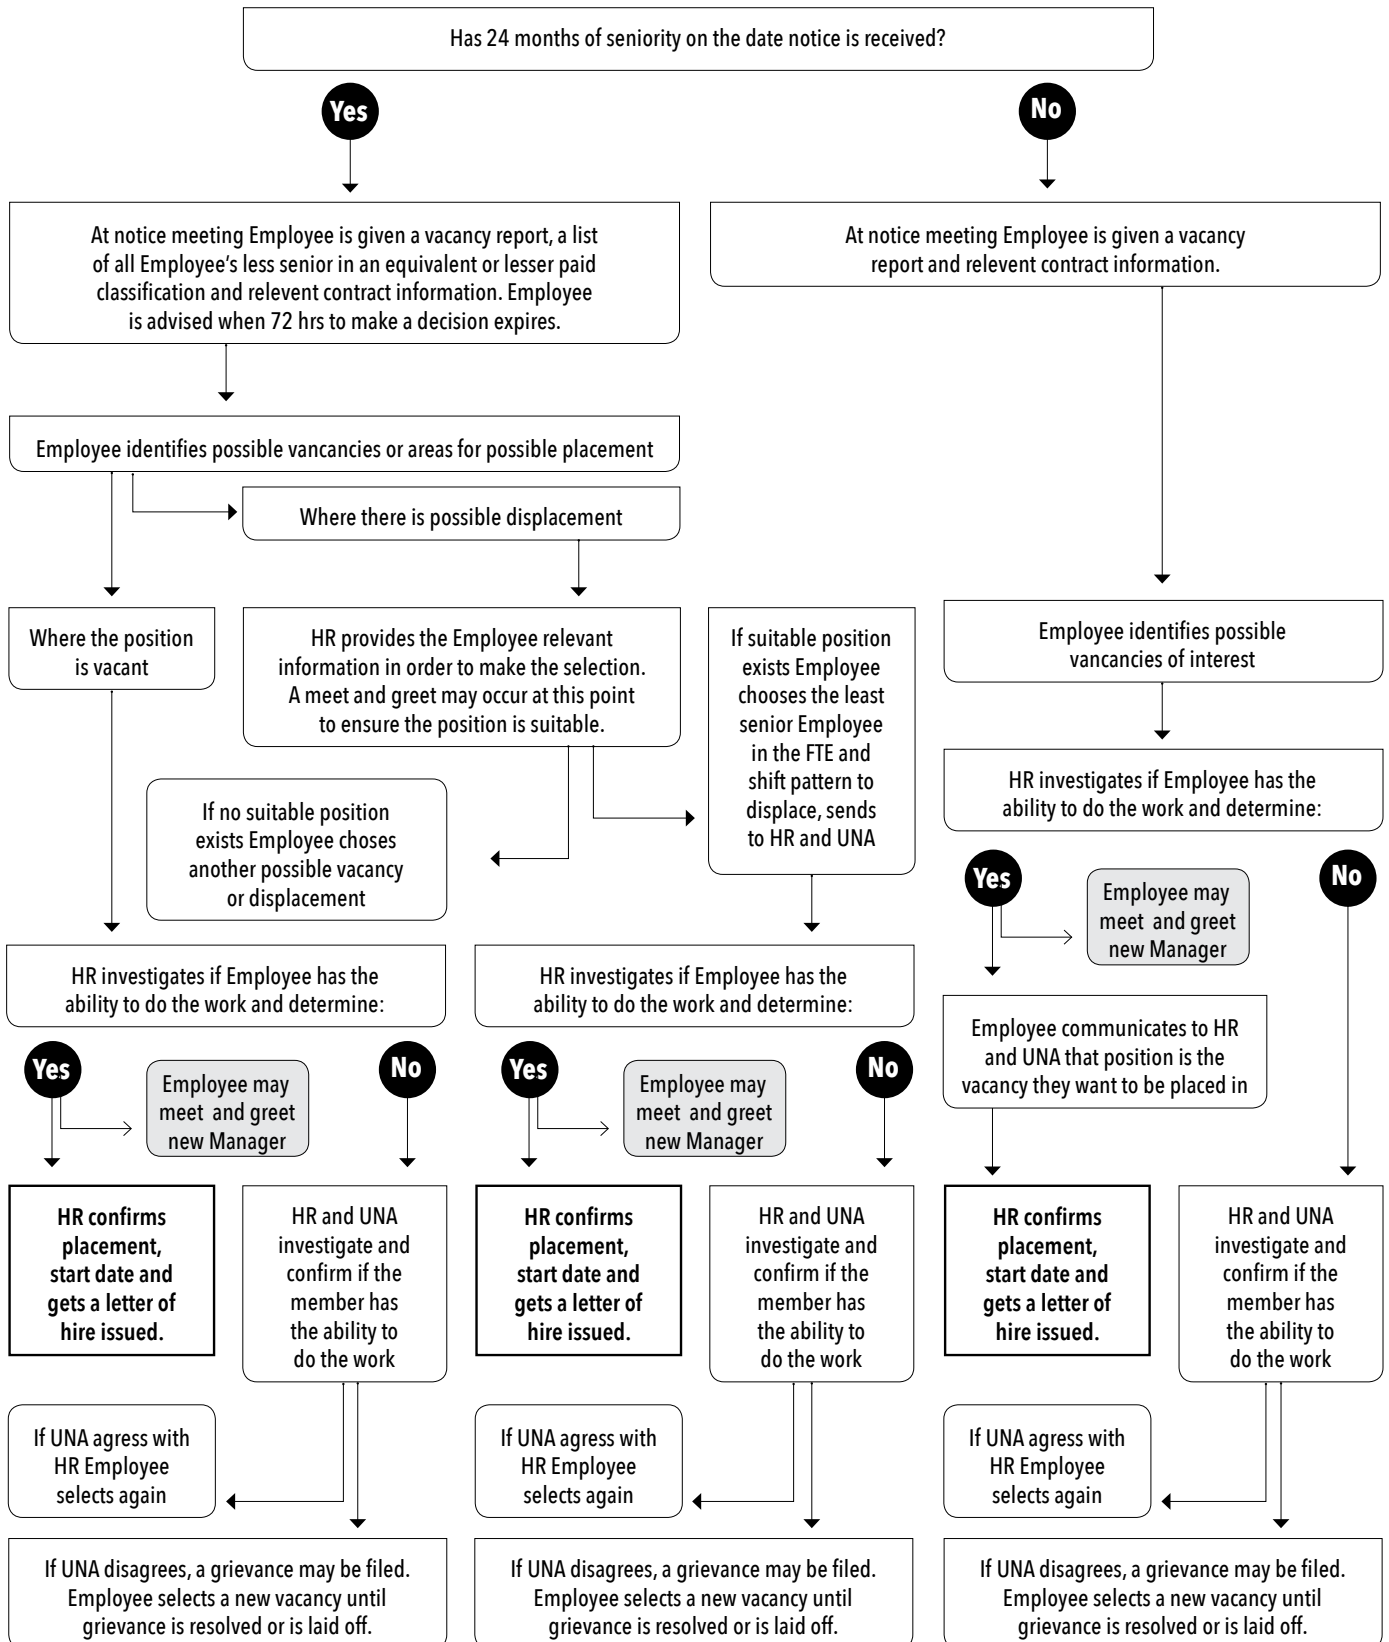 Has 24 months of seniority on the date notice is received?
Yes
No
At notice meeting Employee is given a vacancy report, a list
of all Employee's less senior in an equivalent or lesser paid
classification and relevent contract information. Employee
is advised when 72 hrs to make a decision expires.
At notice meeting Employee is given a vacancy
report and relevent contract information.
Employee identifies possible vancancies or areas for possible placement
Where there is possible displacement
Where the position
is vacant
HR provides the Employee relevant
information in order to make the selection.
A meet and greet may occur at this point
to ensure the position is suitable.
If suitable position
exists Employee
chooses the least
senior Employee
in the FTE and
shift pattern to
displace, sends
to HR and UNA
Employee identifies possible
vancancies of interest
If no suitable position
exists Employee choses
another possible vacancy
or displacement
HR investigates if Employee has the
ability to do the work and determine:
Yes
Employee may
meet and greet
new Manager
No
HR investigates if Employee has the
ability to do the work and determine:
HR investigates if Employee has the
ability to do the work and determine:
Employee communicates to HR
and UNA that position is the
vacancy they want to be placed in
Yes
Employee may
meet and greet
new Manager
No
Yes
Employee may
meet and greet
new Manager
No
HR confirms
placement,
start date and
gets a letter of
hire issued.
HR and UNA
investigate and
confirm if the
member has
the ability to
do the work
HR confirms
placement,
start date and
gets a letter of
hire issued.
HR and UNA
investigate and
confirm if the
member has
the ability to
do the work
HR confirms
placement,
start date and
gets a letter of
hire issued.
HR and UNA
investigate and
confirm if the
member has
the ability to
do the work
If UNA agress with
HR Employee
selects again
If UNA agress with
HR Employee
selects again
If UNA agress with
HR Employee
selects again
If UNA disagrees, a grievance may be filed.
Employee selects a new vacancy until
grievance is resolved or is laid off.
If UNA disagrees, a grievance may be filed.
Employee selects a new vacancy until
grievance is resolved or is laid off.
If UNA disagrees, a grievance may be filed.
Employee selects a new vacancy until
grievance is resolved or is laid off.